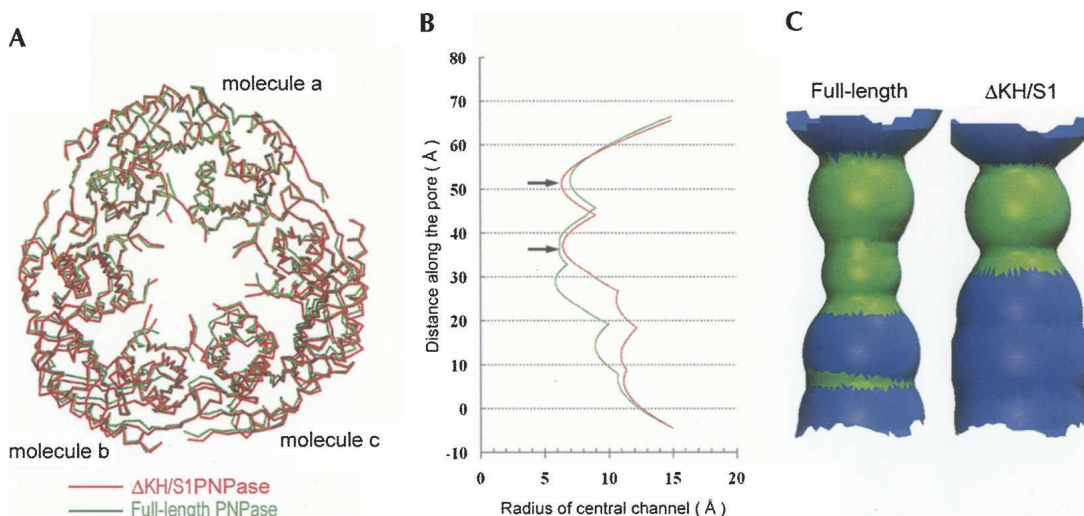 A
molecule a
molecule b
molecule c
ΔKH/S1PNPase
Full-length PNPase
B
Distance along the pore ( Å )
80
70
60
50
40
30
20
10
0
-10
0
5
10
15
20
Radius of central channel ( Å )
C
Full-length
ΔKH/S1